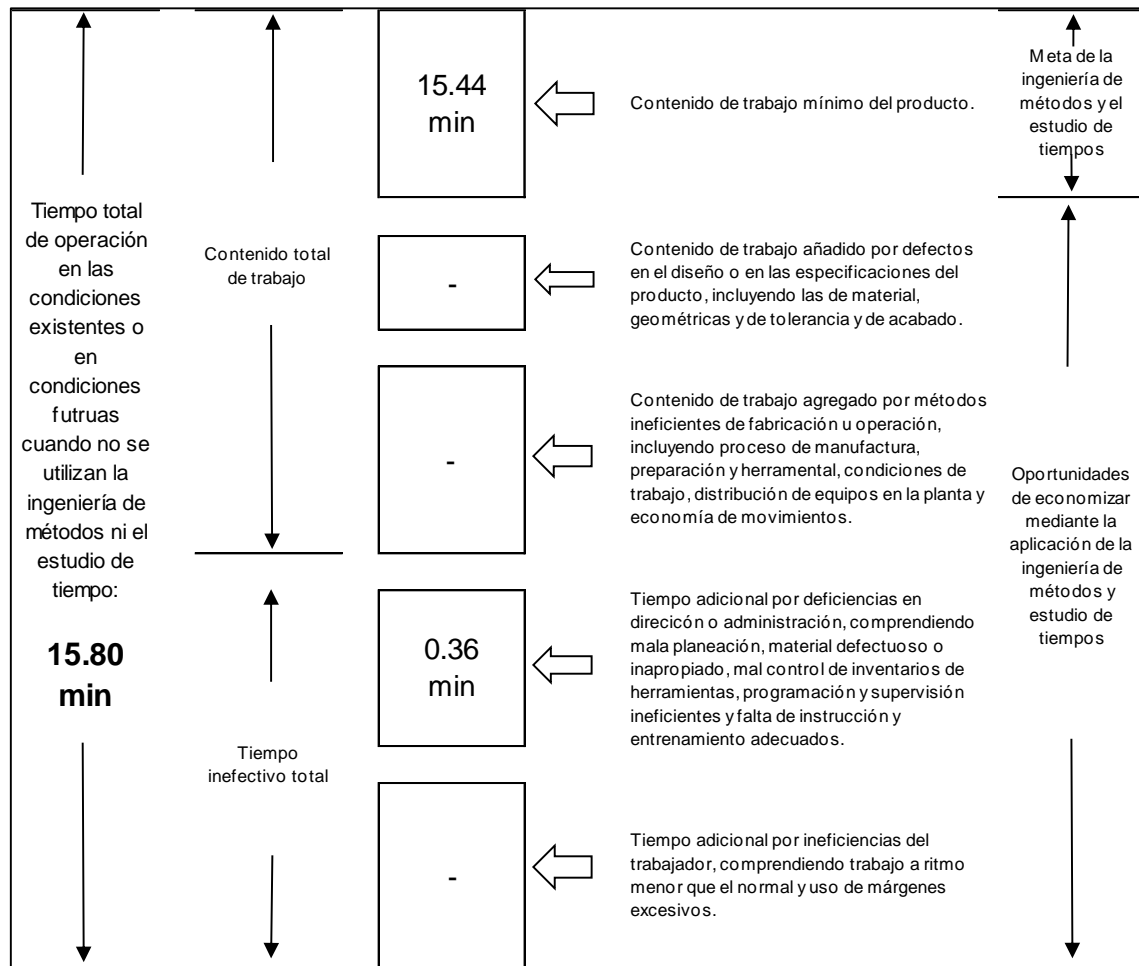 Tiempo total
de operación
en las
condiciones
existentes o
en
condiciones
futruas
cuando no se
utilizan la
ingeniería de
métodos ni el
estudio de
tiempo:
15.80
min
Contenido total
de trabajo
Tiempo
inefectivo total
15.44
min
Contenido de trabajo mínimo del producto.
-
Contenido de trabajo añadido por defectos
en el diseño o en las especificaciones del
producto, incluyendo las de material,
geométricas y de tolerancia y de acabado.
-
Contenido de trabajo agregado por métodos
ineficientes de fabricación u operación,
incluyendo proceso de manufactura,
preparación y herramental, condiciones de
trabajo, distribución de equipos en la planta y
economía de movimientos.
0.36
min
Tiempo adicional por deficiencias en
direicón o administración, comprendiendo
mala planeación, material defectuoso o
inapropiado, mal control de inventarios de
herramientas, programación y supervisión
ineficientes y falta de instrucción y
entrenamiento adecuados.
-
Tiempo adicional por ineficiencias del
trabajador, comprendiendo trabajo a ritmo
menor que el normal y uso de márgenes
excesivos.
Meta de la
ingeniería de
métodos y el
estudio de
tiempos
Oportunidades
de economizar
mediante la
aplicación de la
ingeniería de
métodos y
estudio de
tiempos